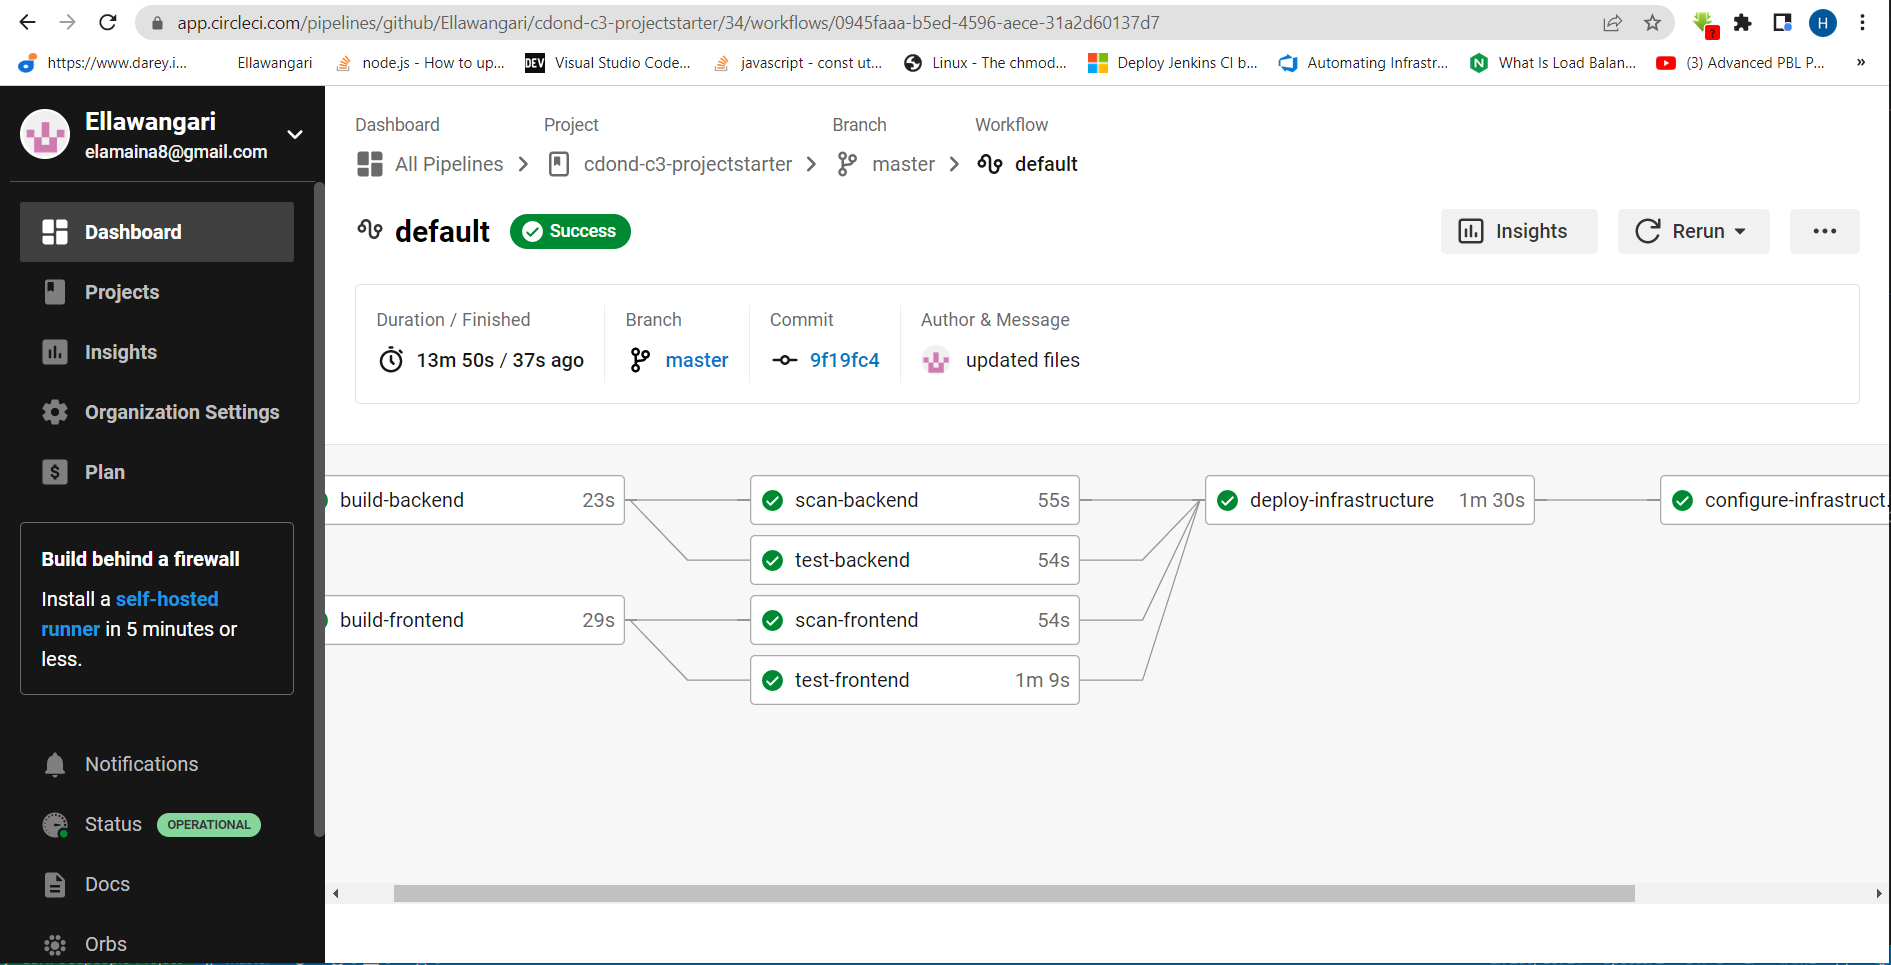 app.circleci.com/pipelines/github/Ellawangari/cdond-c3-projectstarter/34/workflows/0945faaa-b5ed-4596-aece-31a2d60137d7
?
H
https://www.darey.i...
Ellawangari
node.js - How to up...
DEV
Visual Studio Code...
javascript - const ut...
Linux - The chmod...
Deploy Jenkins CI b...
Automating Infrastr...
N
What Is Load Balan...
(3) Advanced PBL P...
»
Ellawangari
elamaina8@gmail.com
Dashboard
Projects
Insights
Organization Settings
Plan
Build behind a firewall
Install a self-hosted
runner in 5 minutes or
less.
Notifications
Status OPERATIONAL
Docs
Orbs
Dashboard Project Branch Workflow
All Pipelines cdond-c3-projectstarter master default
default Success
Insights Rerun
Duration / Finished
13m 50s / 37s ago
Branch
master
Commit
9f19fc4
Author & Message
updated files
build-backend 23s
scan-backend 55s
deploy-infrastructure 1m 30s
configure-infrastruct.
test-backend 54s
build-frontend 29s
scan-frontend 54s
test-frontend 1m 9s